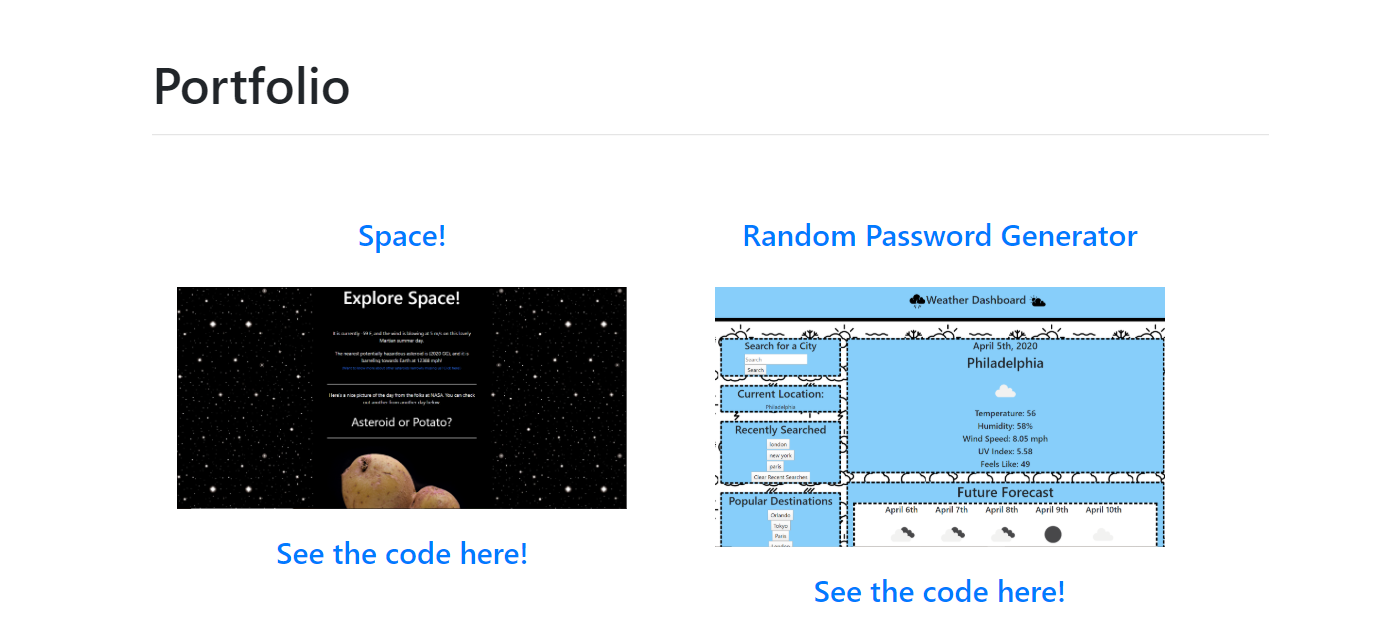 Portfolio
Space!
Explore Space!
It is currently -59 F, and the wind is blowing at 5 m/s on this lovely
Martian summer day.
The nearest potentially hazardous asteroid is (2020 DG), and it is
barrelling towards Earth at 12388 mph!
Here's a nice picture of the day from the folks at NASA. You can check
out another from another day below.
Asteroid or Potato?
See the code here!
Random Password Generator
Weather Dashboard
Search for a City
Search
Search
Current Location:
Philadelphia
Recently Searched
london
new york
paris
Clear Recent Searches
Popular Destinations
Orlando
Tokyo
Paris
London
April 5th, 2020
Philadelphia
Temperature: 56
Humidity: 58%
Wind Speed: 8.05 mph
UV Index: 5.58
Feels Like: 49
Future Forecast
April 6th April 7th April 8th April 9th April 10th
See the code here!